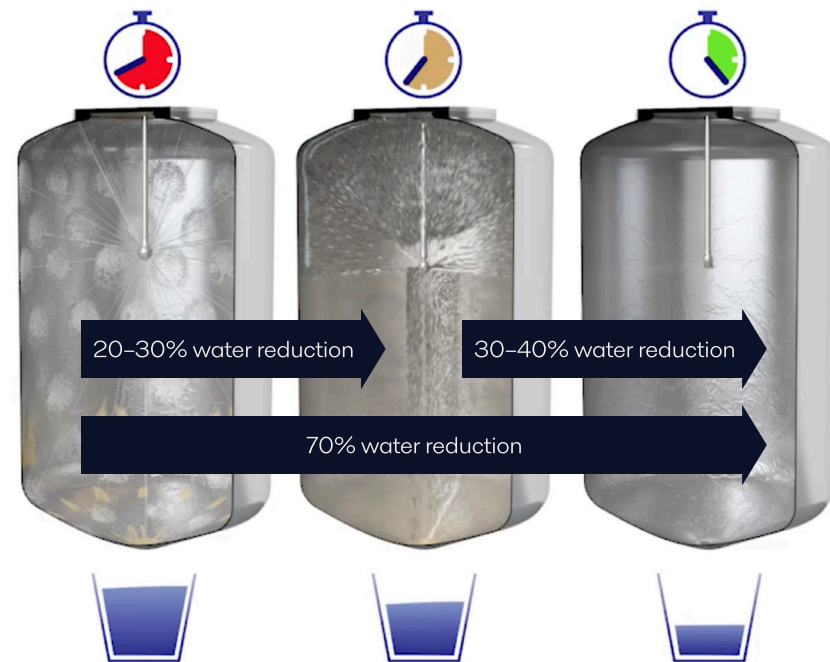 20–30% water reduction
30–40% water reduction
70% water reduction